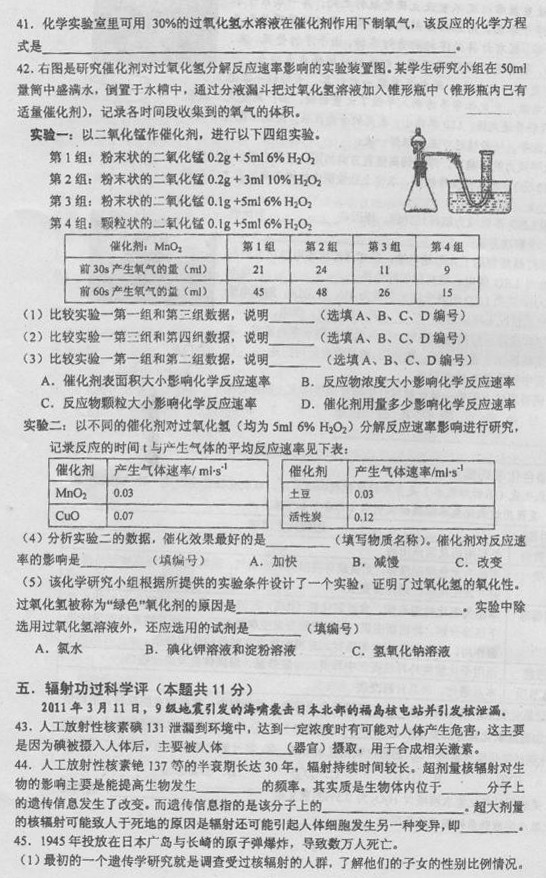 41. 化学实验室里可用 30%的过氧化氢水溶液在催化剂作用下制氧气，该反应的化学方程
式是____________________。
42. 右图是研究催化剂对过氧化氢分解反应速率影响的实验装置图。某学生研究小组在 50ml
量筒中盛满水，倒置于水槽中，通过分液漏斗把过氧化氢溶液加入锥形瓶中（锥形瓶内已有
适量催化剂），记录各时间段收集到的氧气的体积。
实验一：以二氧化锰作催化剂，进行以下四组实验。
第 1 组：粉末状的二氧化锰 0.2g + 5ml 6% H₂O₂
第 2 组：粉末状的二氧化锰 0.2g + 3ml 10% H₂O₂
第 3 组：粉末状的二氧化锰 0.1g +5ml 6% H₂O₂
第 4 组：颗粒状的二氧化锰 0.1g +5ml 6% H₂O₂
催化剂：MnO₂ 第 1 组 第 2 组 第 3 组 第 4 组
前 30s 产生氧气的量（ml） 21 24 11 9
前 60s 产生氧气的量（ml） 45 48 26 15
（1）比较实验一第一组和第三组数据，说明______（选填 A、B、C、D 编号）
（2）比较实验一第三组和第四组数据，说明______（选填 A、B、C、D 编号）
（3）比较实验一第一组和第二组数据，说明______（选填 A、B、C、D 编号）
A．催化剂表面积大小影响化学反应速率 B．反应物浓度大小影响化学反应速率
C．反应物颗粒大小影响化学反应速率 D．催化剂用量多少影响化学反应速率
实验二：以不同的催化剂对过氧化氢（均为 5ml 6% H₂O₂）分解反应速率影响进行研究，
记录反应的时间 t 与产生气体的平均反应速率见下表：
催化剂 产生气体速率/ ml·s⁻¹ 催化剂 产生气体速率/ml·s⁻¹
MnO₂ 0.03 土豆 0.03
CuO 0.07 活性炭 0.12
（4）分析实验二的数据，催化效果最好的是________（填写物质名称）。催化剂对反应速
率的影响是______（填编号） A．加快 B．减慢 C．改变
（5）该化学研究小组根据所提供的实验条件设计了一个实验，证明了过氧化氢的氧化性。
过氧化氢被称为“绿色”氧化剂的原因是____________________。实验中除
选用过氧化氢溶液外，还应选用的试剂是______（填编号）
A．氯水 B．碘化钾溶液和淀粉溶液 C．氢氧化钠溶液
五．辐射功过科学评（本题共 11 分）
2011 年 3 月 11 日，9 级地震引发的海啸袭击日本北部的福岛核电站并引发核泄漏。
43. 人工放射性核素碘 131 泄漏到环境中，达到一定浓度时有可能对人体产生危害，这主要
是因为碘被摄入人体后，主要被人体________（器官）摄取，用于合成相关激素。
44. 人工放射性核素铯 137 等的半衰期长达 30 年，辐射持续时间较长。超剂量核辐射对生
物的影响主要是能提高生物发生________的频率。其实质是生物体内位于______分子上
的遗传信息发生了改变。而遗传信息指的是该分子上的____________________。超大剂量
的核辐射可能致人于死地的原因是辐射还可能引起人体细胞发生另一种变异，即________。
45. 1945 年投放在日本广岛与长崎的原子弹爆炸，导致数万人死亡。
（1）最初的一个遗传学研究就是调查受过核辐射的人群，了解他们的子女的性别比例情况。